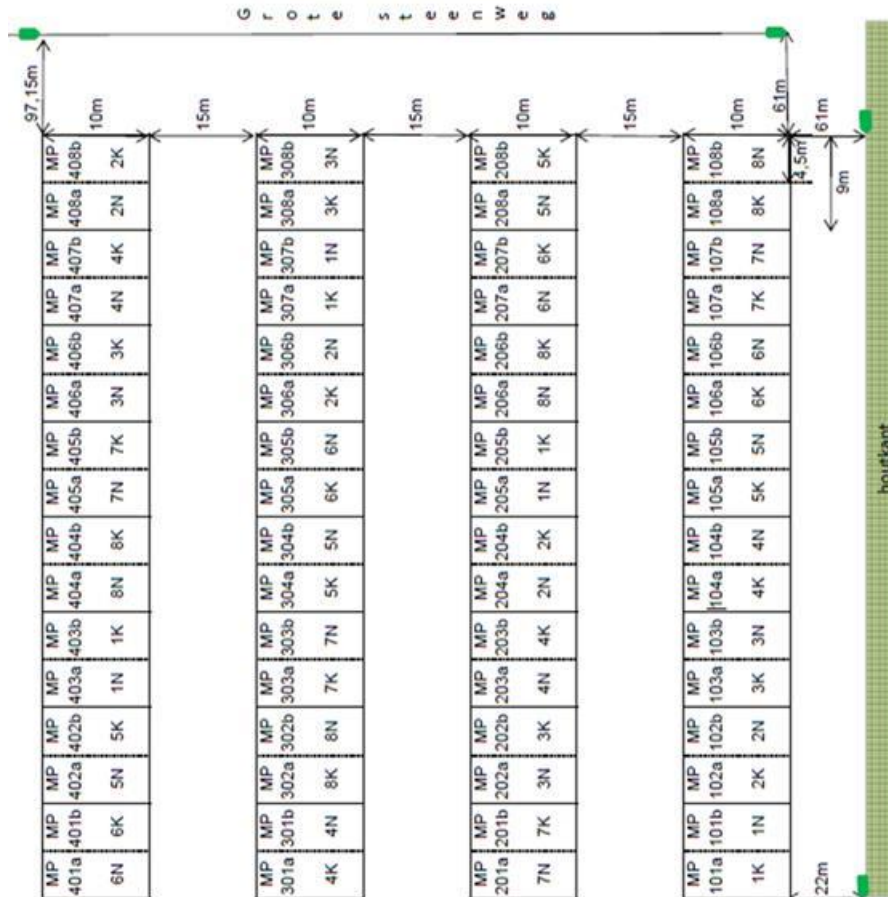 G r o t e s t e e n w e g
97,15m
61m
10m
15m
10m
15m
10m
15m
10m
61m
4,5m
9m
MP 408b 2K
MP 308b 3N
MP 208b 5K
MP 108b 8N
MP 408a 2N
MP 308a 3K
MP 208a 5N
MP 108a 8K
MP 407b 4K
MP 307b 1N
MP 207b 6K
MP 107b 7N
MP 407a 4N
MP 307a 1K
MP 207a 6N
MP 107a 7K
MP 406b 3K
MP 306b 2N
MP 206b 8K
MP 106b 6N
MP 406a 3N
MP 306a 2K
MP 206a 8N
MP 106a 6K
MP 405b 7K
MP 305b 6N
MP 205b 1K
MP 105b 5N
MP 405a 7N
MP 305a 6K
MP 205a 1N
MP 105a 5K
MP 404b 8K
MP 304b 5N
MP 204b 2K
MP 104b 4N
MP 404a 8N
MP 304a 5K
MP 204a 2N
MP 104a 4K
MP 403b 1K
MP 303b 7N
MP 203b 4K
MP 103b 3N
MP 403a 1N
MP 303a 7K
MP 203a 4N
MP 103a 3K
MP 402b 5K
MP 302b 8N
MP 202b 3K
MP 102b 2N
MP 402a 5N
MP 302a 8K
MP 202a 3N
MP 102a 2K
MP 401b 6K
MP 301b 4N
MP 201b 7K
MP 101b 1N
MP 401a 6N
MP 301a 4K
MP 201a 7N
MP 101a 1K
22m
houtkant